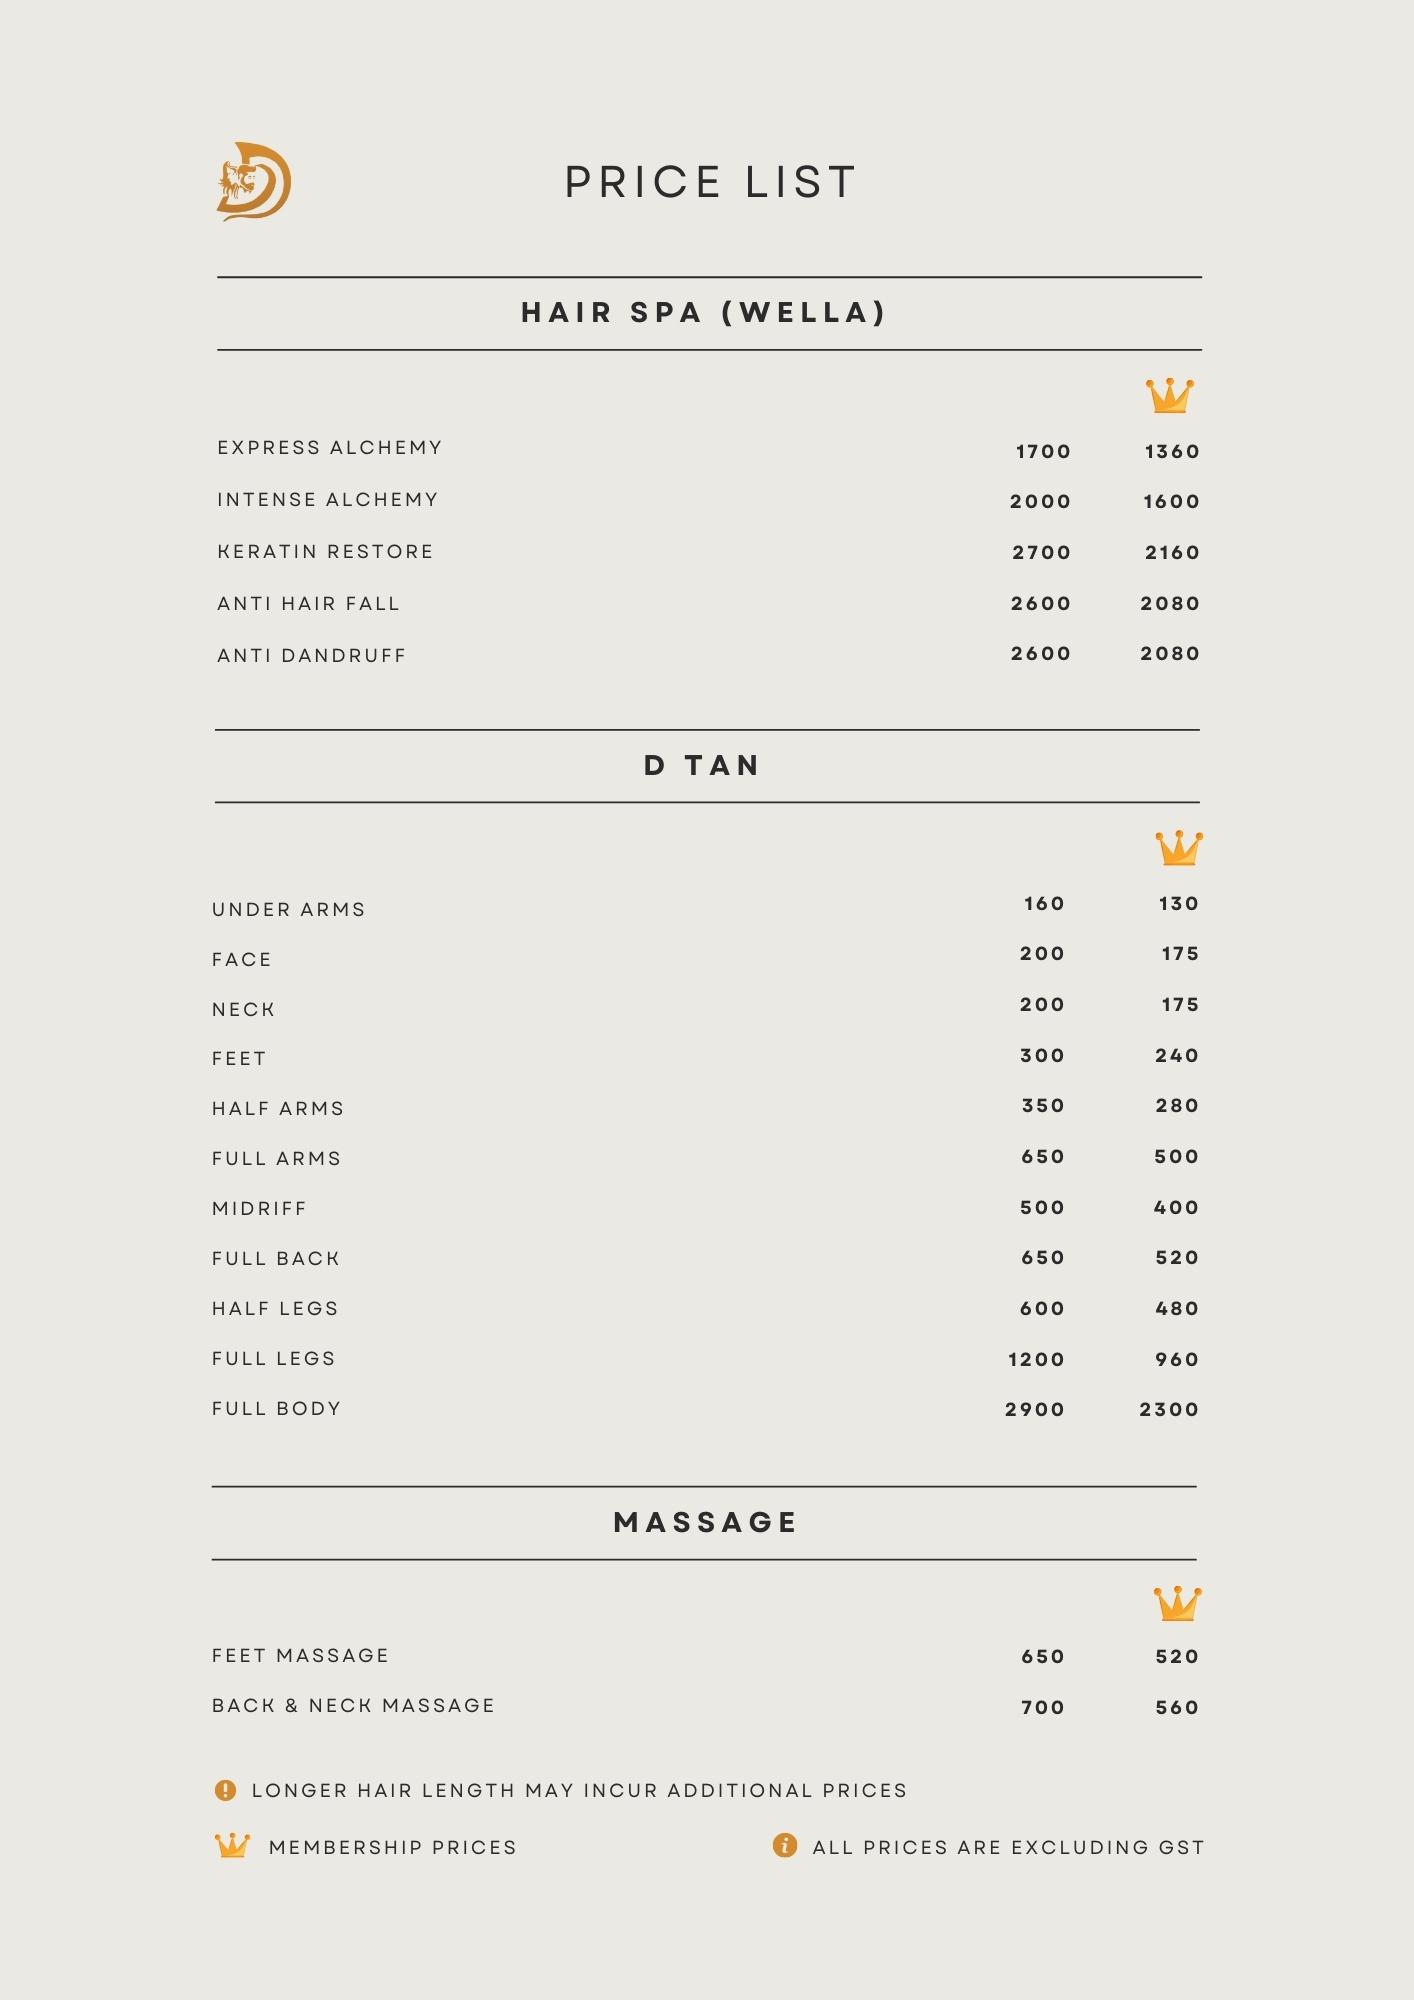 PRICE LIST
HAIR SPA (WELLA)
EXPRESS ALCHEMY 1700 1360
INTENSE ALCHEMY 2000 1600
KERATIN RESTORE 2700 2160
ANTI HAIR FALL 2600 2080
ANTI DANDRUFF 2600 2080
D TAN
UNDER ARMS 160 130
FACE 200 175
NECK 200 175
FEET 300 240
HALF ARMS 350 280
FULL ARMS 650 500
MIDRIFF 500 400
FULL BACK 650 520
HALF LEGS 600 480
FULL LEGS 1200 960
FULL BODY 2900 2300
MASSAGE
FEET MASSAGE 650 520
BACK & NECK MASSAGE 700 560
LONGER HAIR LENGTH MAY INCUR ADDITIONAL PRICES
MEMBERSHIP PRICES ALL PRICES ARE EXCLUDING GST